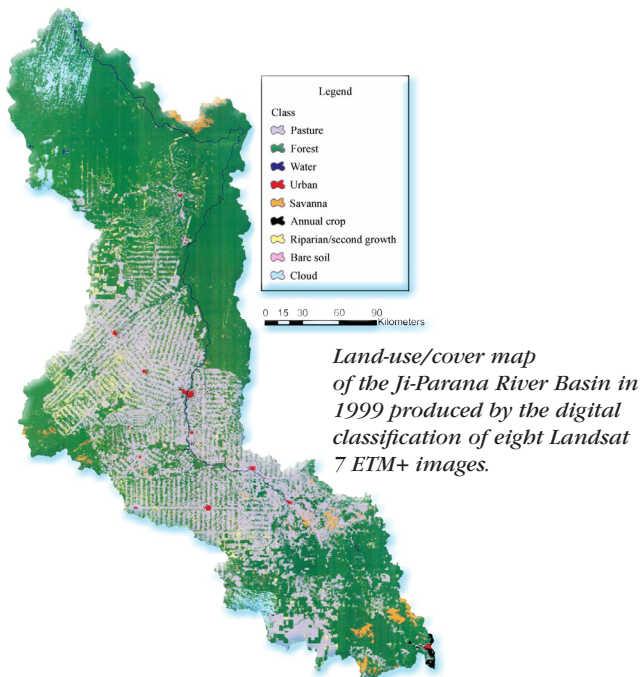 Legend
Class
Pasture
Forest
Water
Urban
Savanna
Annual crop
Riparian/second growth
Bare soil
Cloud
0 15 30 60 90
Kilometers
Land-use/cover map
of the Ji-Parana River Basin in
1999 produced by the digital
classification of eight Landsat
7 ETM+ images.